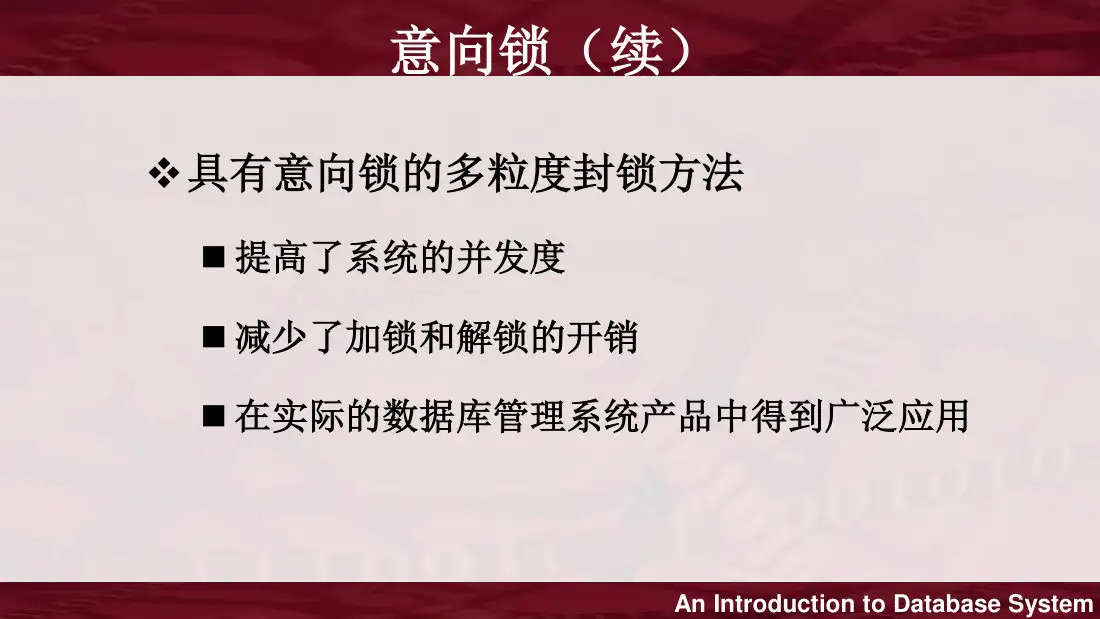 意向锁（续）
具有意向锁的多粒度封锁方法
提高了系统的并发度
减少了加锁和解锁的开销
在实际的数据库管理系统产品中得到广泛应用
An Introduction to Database System